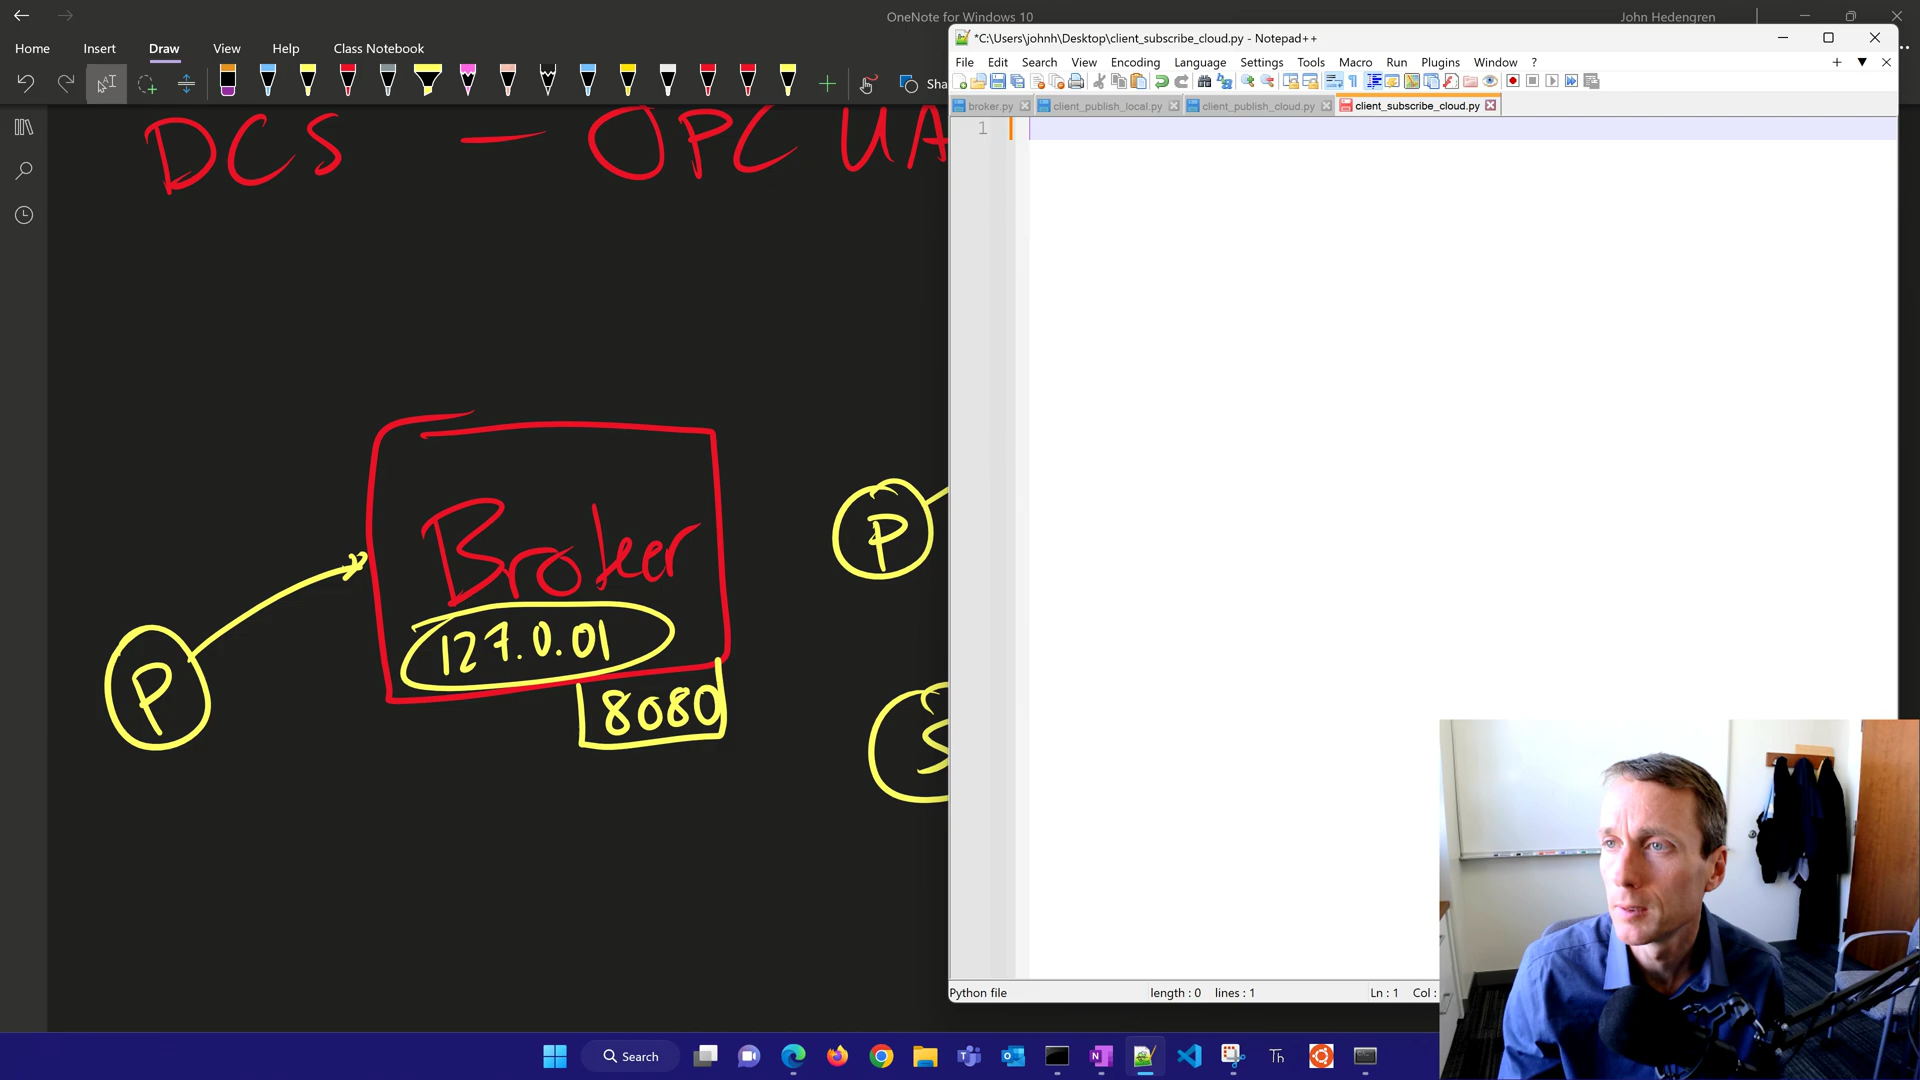 OneNote for Windows 10
John Hedengren
Home Insert Draw View Help Class Notebook
Sha
DCS — OPC UA
Broker
127.0.01
8080
P
P
S
*C:\Users\johnh\Desktop\client_subscribe_cloud.py - Notepad++
File Edit Search View Encoding Language Settings Tools Macro Run Plugins Window ?
broker.py client_publish_local.py client_publish_cloud.py client_subscribe_cloud.py
1
Python file length : 0 lines : 1 Ln : 1 Col :
Search
Th